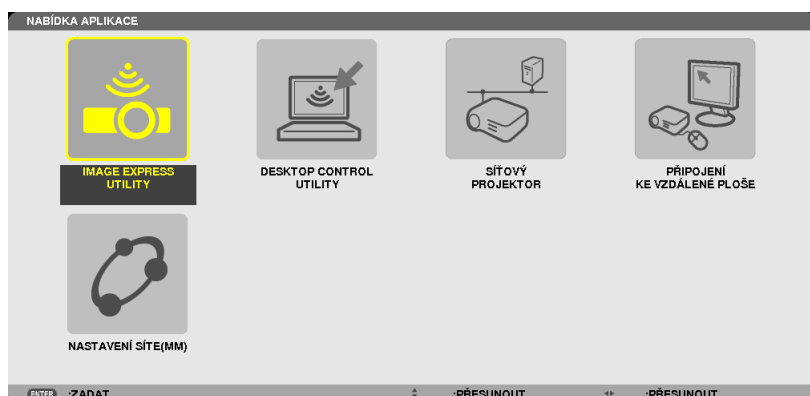 NABÍDKA APLIKACE
IMAGE EXPRESS
UTILITY
DESKTOP CONTROL
UTILITY
SÍŤOVÝ
PROJEKTOR
PŘIPOJENÍ
KE VZDÁLENÉ PLOŠE
NASTAVENÍ SÍTE(MM)
ENTER :ZADAT :PŘESUNOUT :PŘESUNOUT